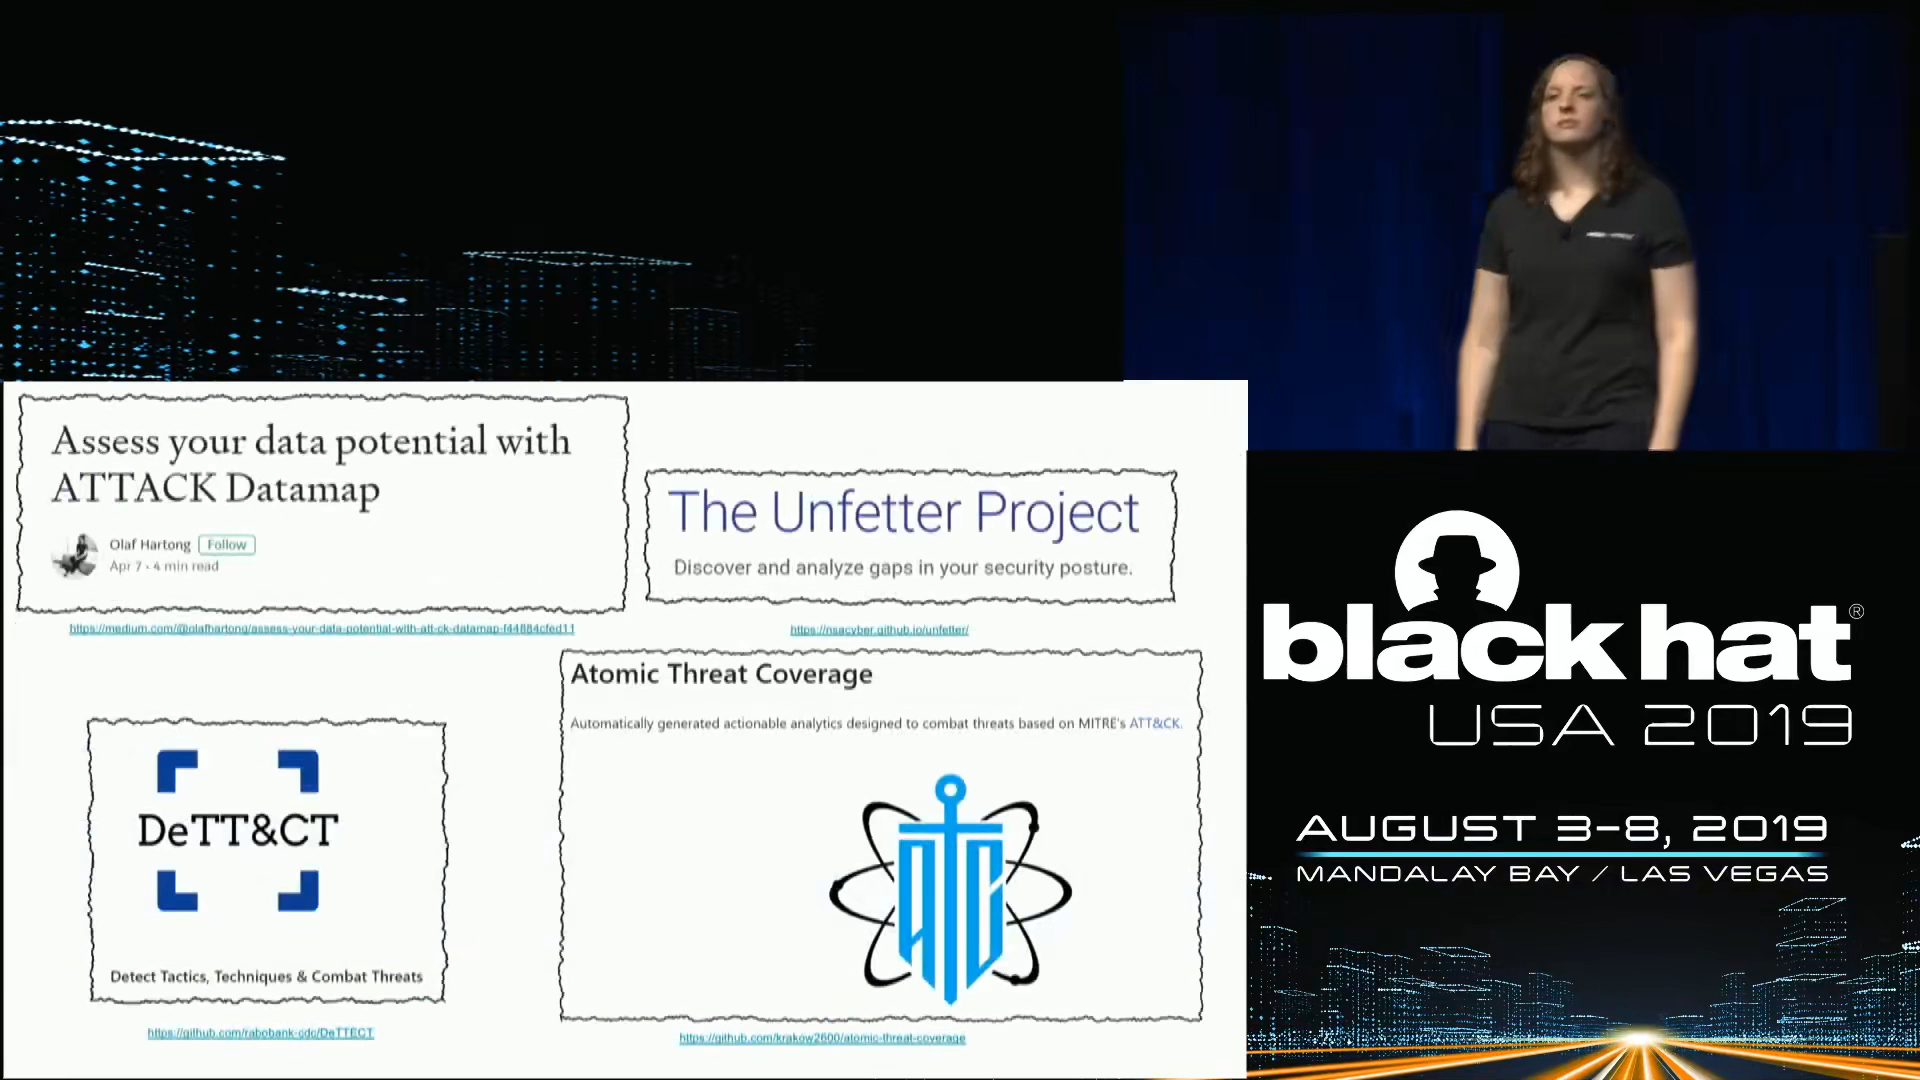 Assess your data potential with
ATTACK Datamap
Olaf Hartong Follow
Apr 7 · 4 min read
https://medium.com/@olafhartong/assess-your-data-potential-with-att-ck-datamap-f44884cfed11
The Unfetter Project
Discover and analyze gaps in your security posture.
https://nsacyber.github.io/unfetter/
DeTT&CT
Detect Tactics, Techniques & Combat Threats
https://github.com/rabobank-cdc/DeTTECT
Atomic Threat Coverage
Automatically generated actionable analytics designed to combat threats based on MITRE's ATT&CK.
ATC
https://github.com/krakow2600/atomic-threat-coverage
black hat®
USA 2019
AUGUST 3-8, 2019
MANDALAY BAY / LAS VEGAS